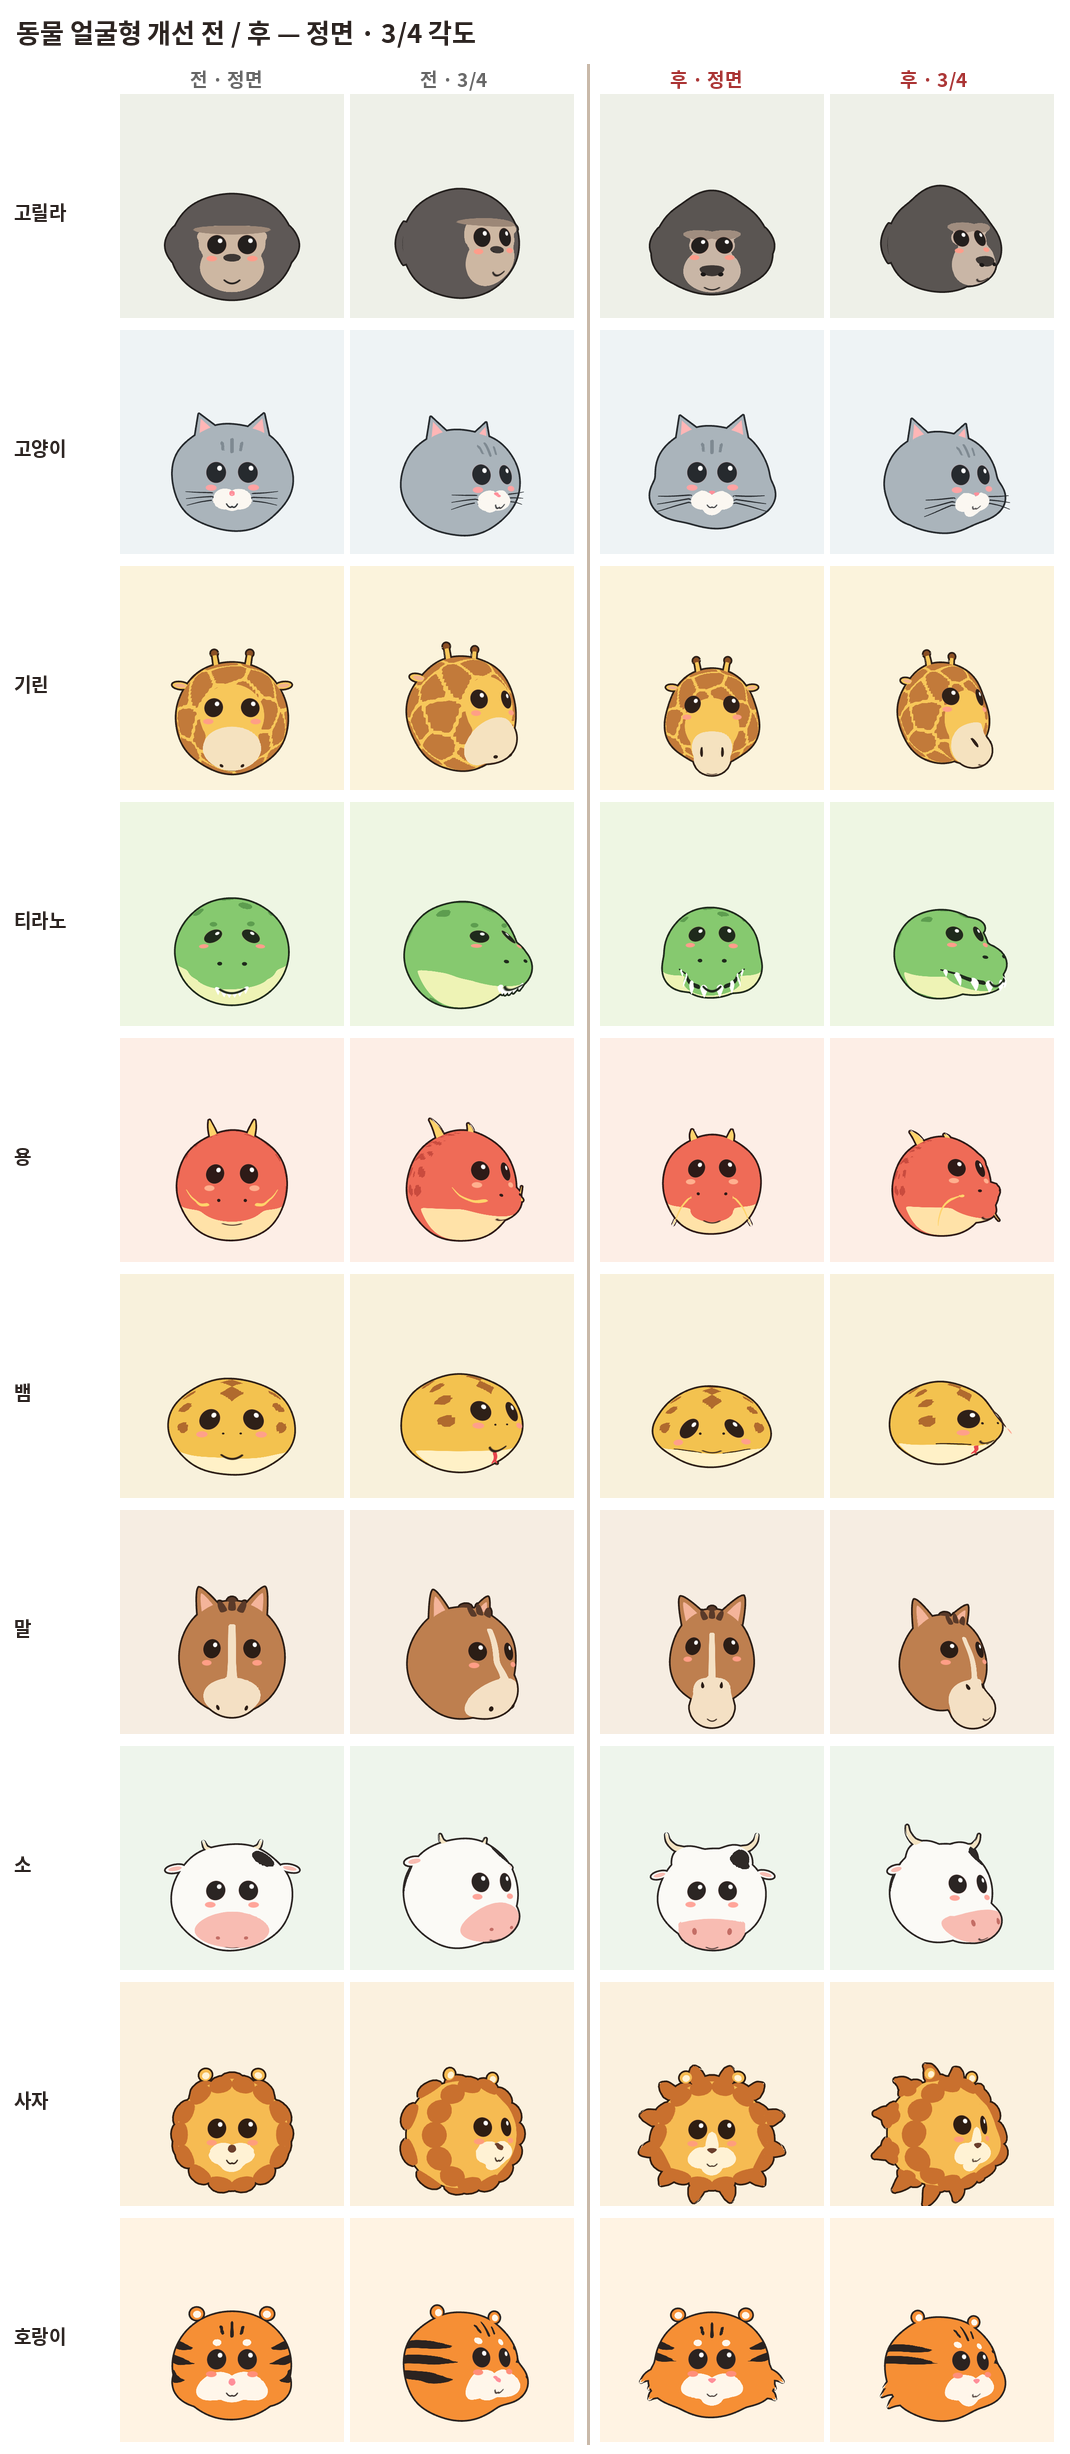 동물 얼굴형 개선 전 / 후 — 정면 · 3/4 각도
전 · 정면
전 · 3/4
후 · 정면
후 · 3/4
고릴라
고양이
기린
티라노
용
뱀
말
소
사자
호랑이